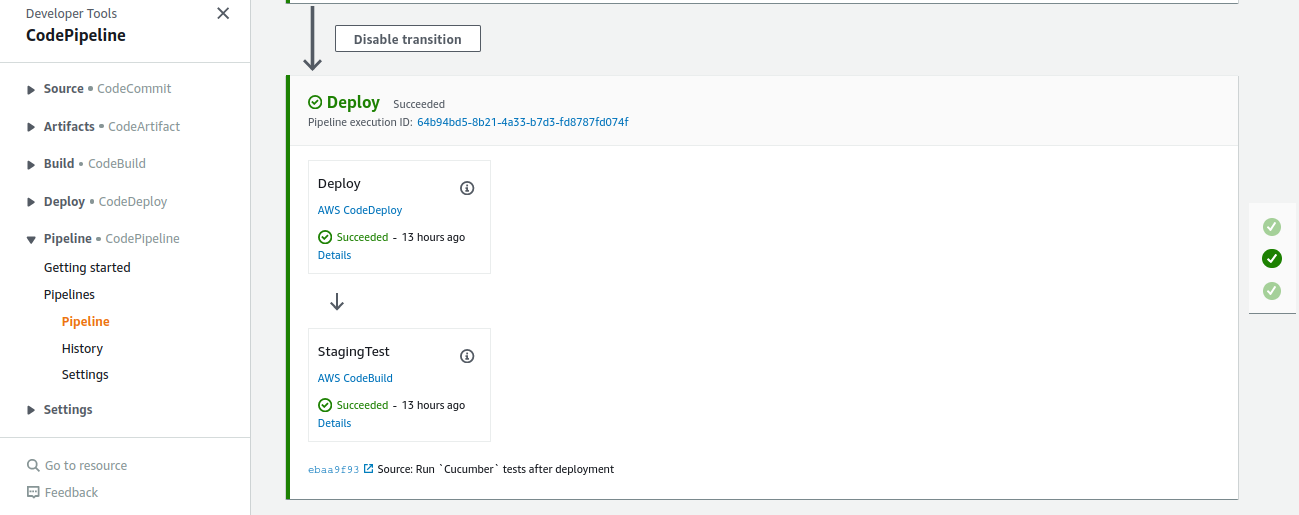 Developer Tools
CodePipeline
Source • CodeCommit
Artifacts • CodeArtifact
Build • CodeBuild
Deploy • CodeDeploy
Pipeline • CodePipeline
Getting started
Pipelines
Pipeline
History
Settings
Settings
Go to resource
Feedback
Disable transition
Deploy Succeeded
Pipeline execution ID: 64b94bd5-8b21-4a33-b7d3-fd8787fd074f
Deploy
AWS CodeDeploy
Succeeded - 13 hours ago
Details
StagingTest
AWS CodeBuild
Succeeded - 13 hours ago
Details
ebaa9f93 Source: Run `Cucumber` tests after deployment